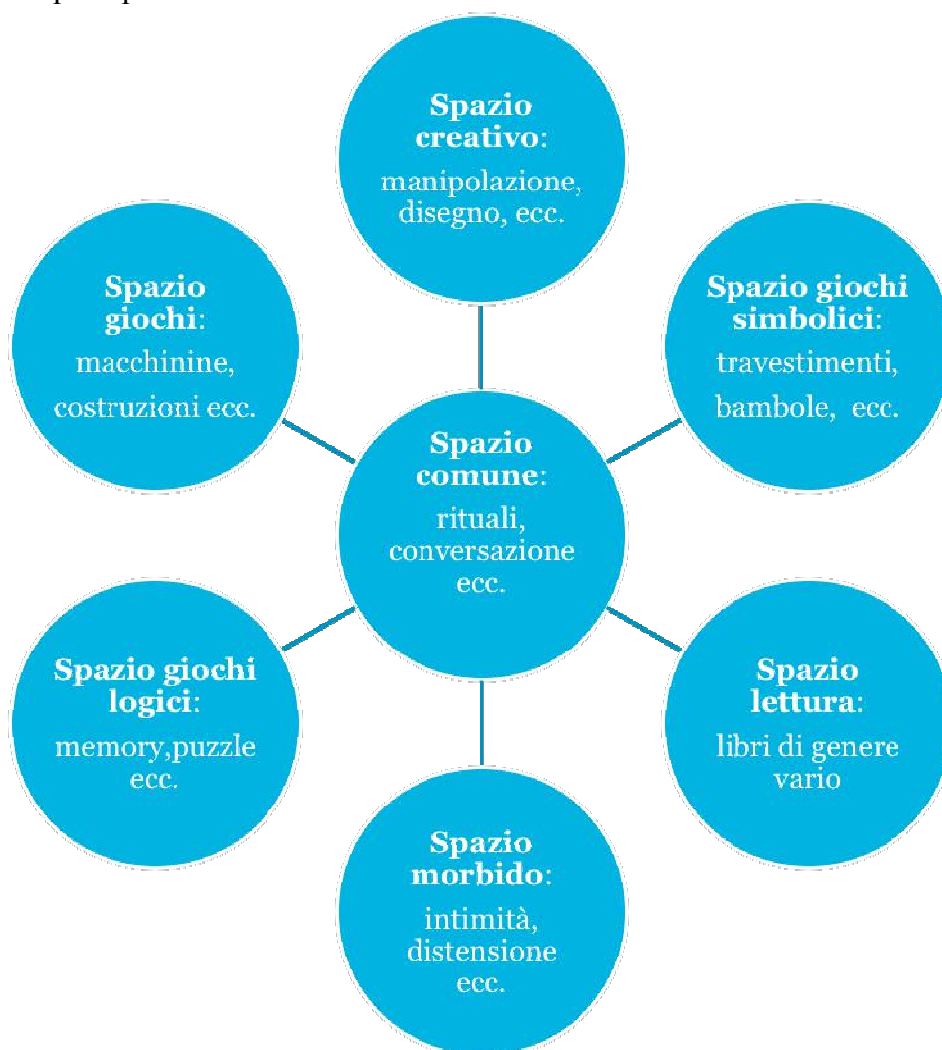 Spazio
creativo:
manipolazione,
disegno, ecc.
Spazio giochi
simbolici:
travestimenti,
bambole, ecc.
Spazio
lettura:
libri di genere
vario
Spazio
morbido:
intimità,
distensione
ecc.
Spazio giochi
logici:
memory,puzzle
ecc.
Spazio
giochi:
macchinine,
costruzioni ecc.
Spazio
comune:
rituali,
conversazione
ecc.